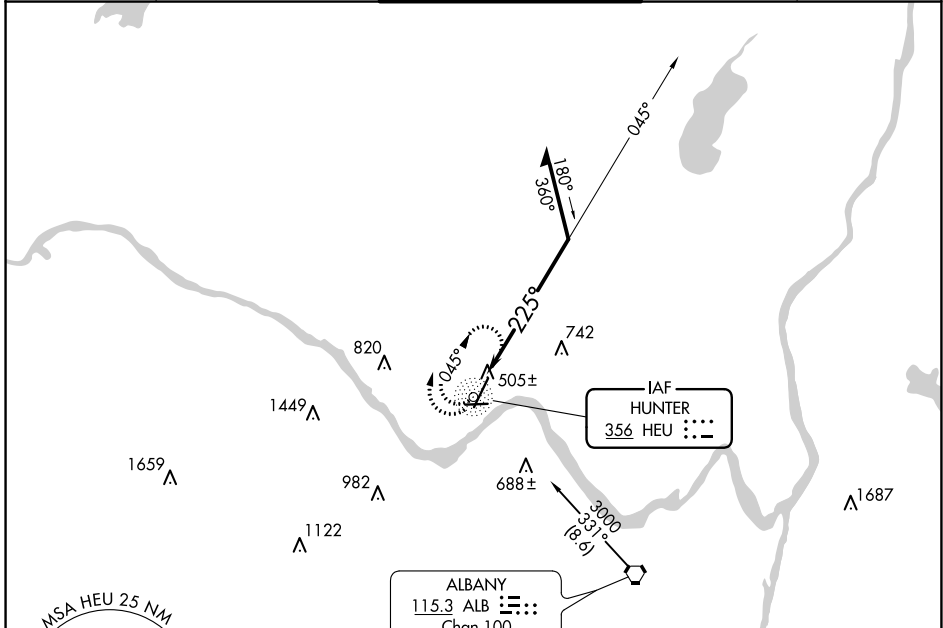 045°
180°
360°
225°
742
820
045°
505±
1449
IAF
HUNTER
356 HEU
1659
982
688±
1687
3000
331°
(8.6)
1122
ALBANY
115.3 ALB
Chan 100
MSA HEU 25 NM